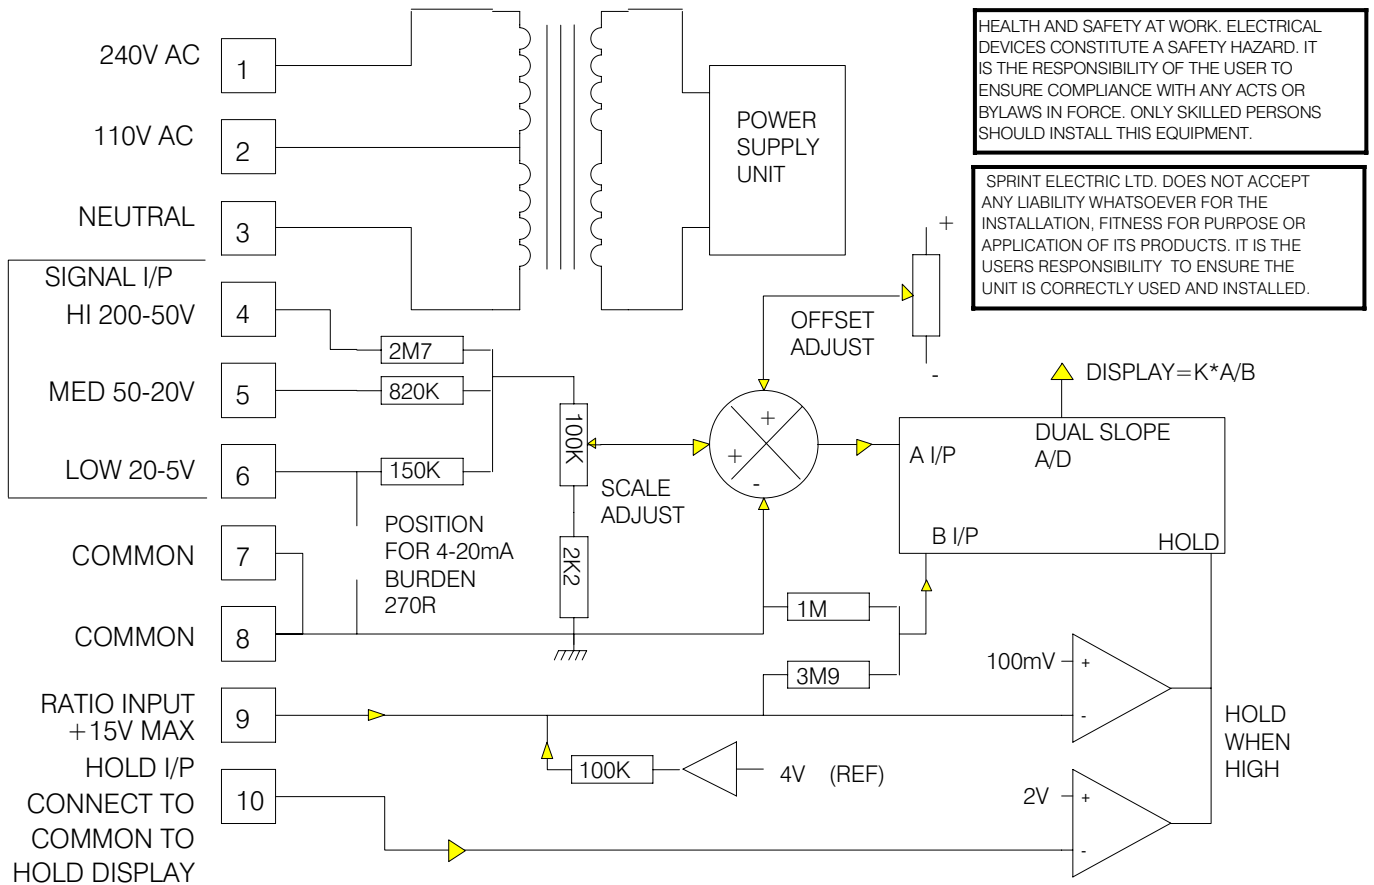 240V AC
1
110V AC
2
NEUTRAL
3
SIGNAL I/P
HI 200-50V
4
MED 50-20V
5
LOW 20-5V
6
COMMON
7
COMMON
8
RATIO INPUT
+15V MAX
9
HOLD I/P
CONNECT TO
COMMON TO
HOLD DISPLAY
10
POWER
SUPPLY
UNIT
HEALTH AND SAFETY AT WORK. ELECTRICAL
DEVICES CONSTITUTE A SAFETY HAZARD. IT
IS THE RESPONSIBILITY OF THE USER TO
ENSURE COMPLIANCE WITH ANY ACTS OR
BYLAWS IN FORCE. ONLY SKILLED PERSONS
SHOULD INSTALL THIS EQUIPMENT.
SPRINT ELECTRIC LTD. DOES NOT ACCEPT
ANY LIABILITY WHATSOEVER FOR THE
INSTALLATION, FITNESS FOR PURPOSE OR
APPLICATION OF ITS PRODUCTS. IT IS THE
USERS RESPONSIBILITY TO ENSURE THE
UNIT IS CORRECTLY USED AND INSTALLED.
2M7
820K
150K
100K
2K2
SCALE
ADJUST
POSITION
FOR 4-20mA
BURDEN
270R
OFFSET
ADJUST
+
-
+
+
-
DISPLAY=K*A/B
DUAL SLOPE
A/D
A I/P
B I/P
HOLD
1M
3M9
100K
4V (REF)
100mV
+
-
2V
+
-
HOLD
WHEN
HIGH